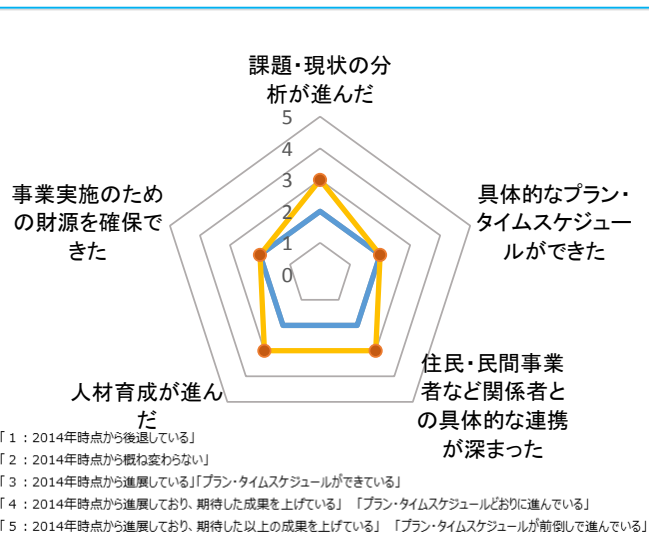 課題・現状の分
析が進んだ
5
4
3
2
1
0
事業実施のため
の財源を確保で
きた
具体的なプラン・
タイムスケジュー
ルができた
人材育成が進ん
だ
住民・民間事業
者など関係者と
の具体的な連携
が深まった
「１：2014年時点から後退している」
「２：2014年時点から概ね変わらない」
「３：2014年時点から進展している」「プラン・タイムスケジュールができている」
「４：2014年時点から進展しており、期待した成果を上げている」　「プラン・タイムスケジュールどおりに進んでいる」
「５：2014年時点から進展しており、期待した以上の成果を上げている」　「プラン・タイムスケジュールが前倒しで進んでいる」